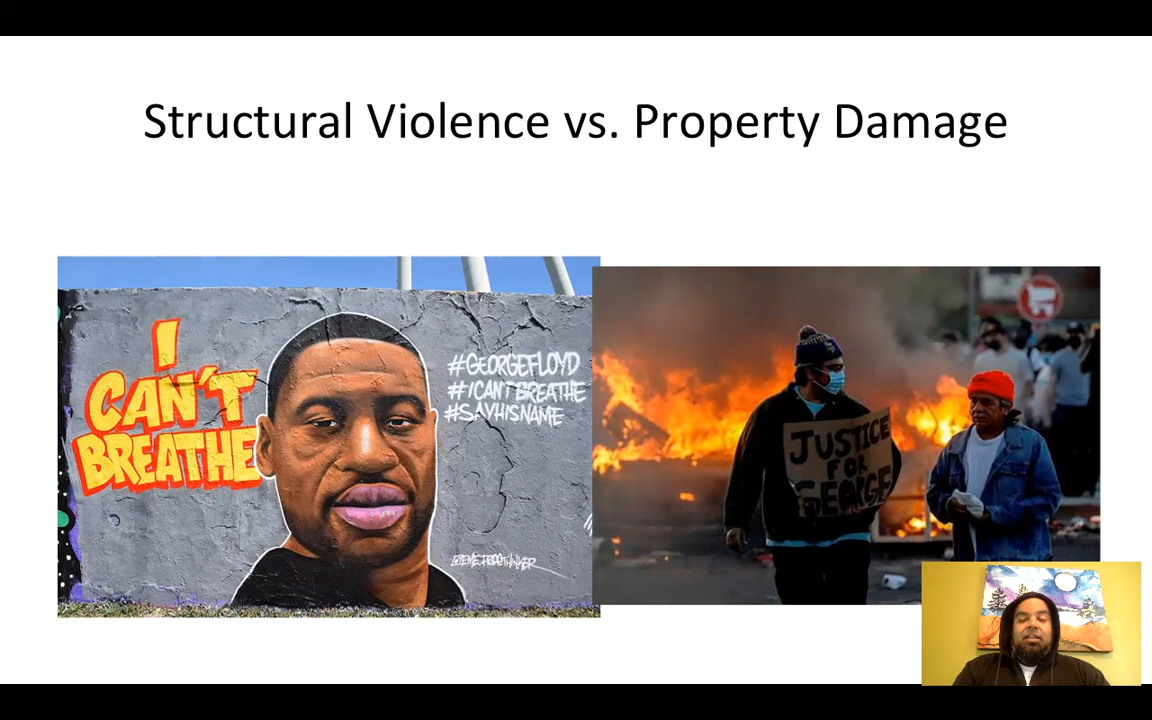 Structural Violence vs. Property Damage
I
CAN'T
BREATHE
#GEORGEFLOYD
#ICANTBREATHE
#SAYHISNAME
JUSTICE
FOR
GEORGE